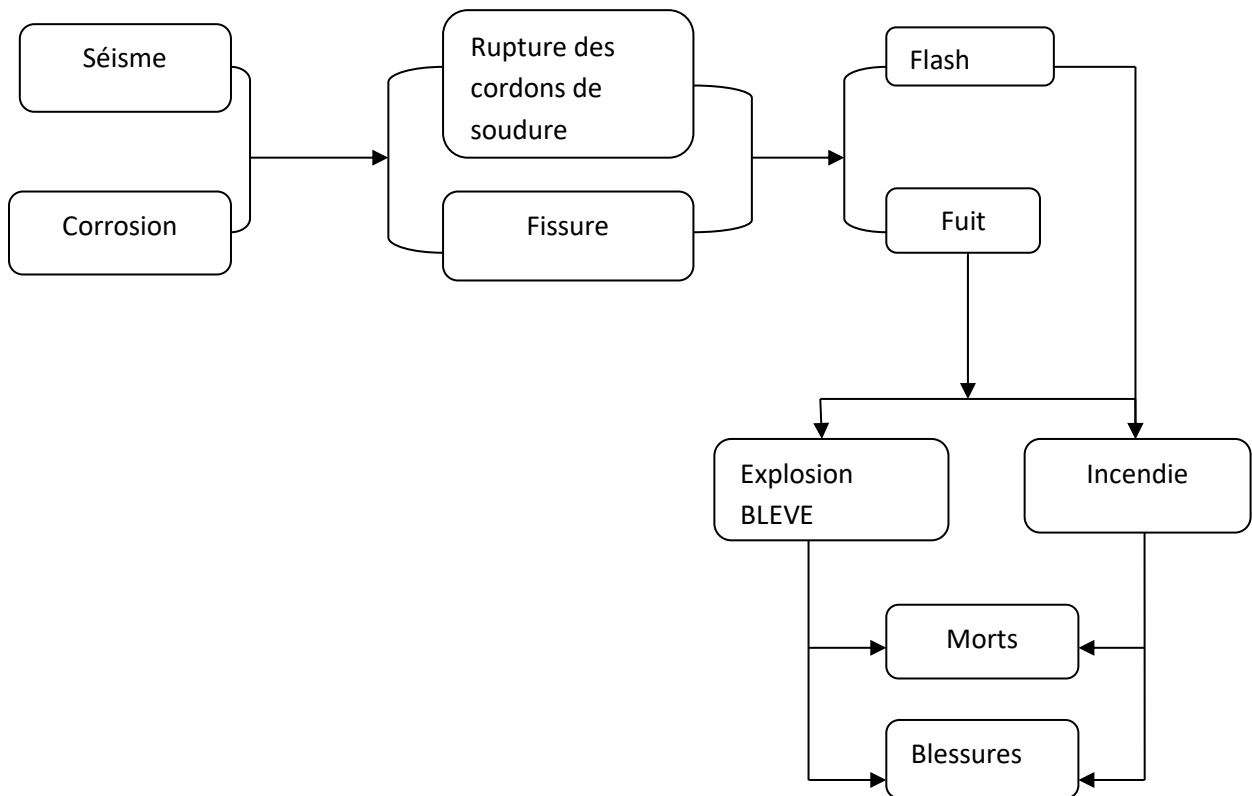 Séisme
Rupture des
cordons de
soudure
Flash
Corrosion
Fissure
Fuit
Explosion
BLEVE
Incendie
Morts
Blessures